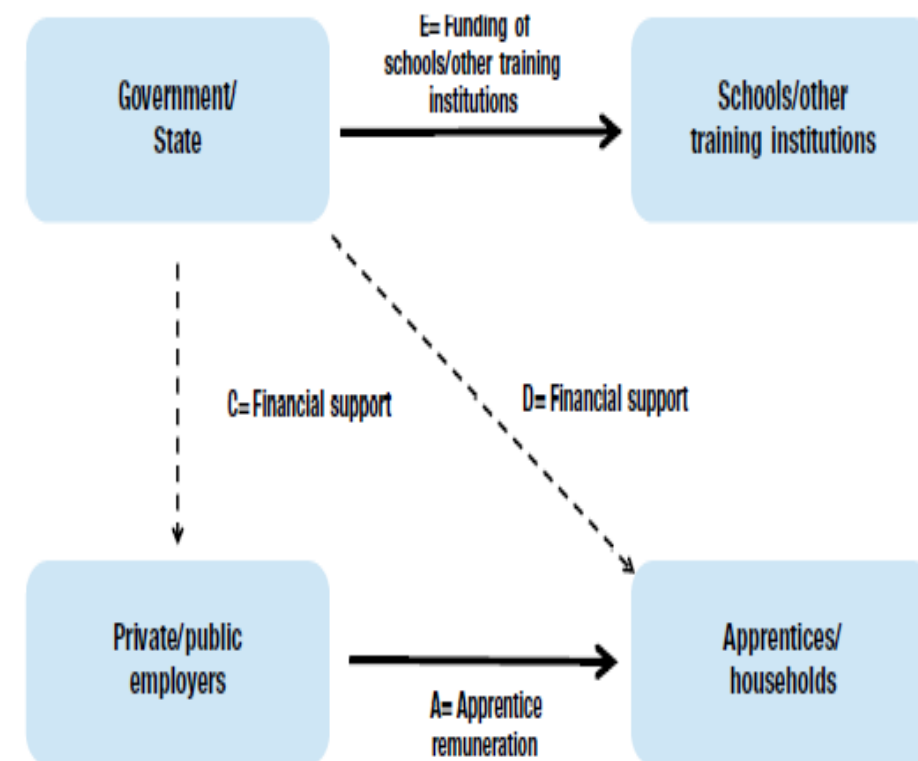 E= Funding of
schools/other training
institutions
Government/
State
Schools/other
training institutions
C= Financial support
D= Financial support
Private/public
employers
Apprentices/
households
A= Apprentice
remuneration